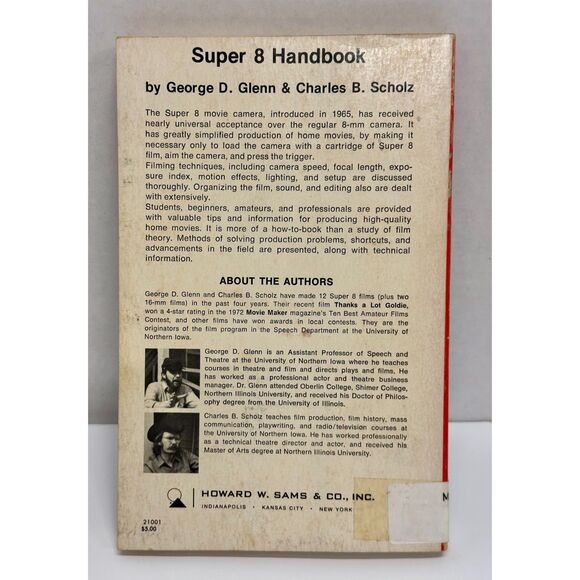 Super 8 Handbook
by George D. Glenn & Charles B. Scholz
The Super 8 movie camera, introduced in 1965, has received
nearly universal acceptance over the regular 8-mm camera. It
has greatly simplified production of home movies, by making it
necessary only to load the camera with a cartridge of Super 8
film, aim the camera, and press the trigger.
Filming techniques, including camera speed, focal length, expo-
sure index, motion effects, lighting, and setup are discussed
thoroughly. Organizing the film, sound, and editing also are dealt
with extensively.
Students, beginners, amateurs, and professionals are provided
with valuable tips and information for producing high-quality
home movies. It is more of a how-to-book than a study of film
theory. Methods of solving production problems, shortcuts, and
advancements in the field are presented, along with technical
information.
ABOUT THE AUTHORS
George D. Glenn and Charles B. Scholz have made 12 Super 8 films (plus two
16-mm films) in the past four years. Their recent film Thanks a Lot Goldie,
won a 4-star rating in the 1972 Movie Maker magazine's Ten Best Amateur Films
Contest, and other films have won awards in local contests. They are the
originators of the film program in the Speech Department at the University of
Northern Iowa.
George D. Glenn is an Assistant Professor of Speech and
Theatre at the University of Northern Iowa where he teaches
courses in theatre and film and directs plays and films. He
has worked as a professional actor and theatre business
manager. Dr. Glenn attended Oberlin College, Shimer College,
Northern Illinois University, and received his Doctor of Philos-
ophy degree from the University of Illinois.
Charles B. Scholz teaches film production, film history, mass
communication, playwriting, and radio/television courses at
the University of Northern Iowa. He has worked professionally
as a technical theatre director and actor, and received his
Master of Arts degree at Northern Illinois University.
HOWARD W. SAMS & CO., INC.
INDIANAPOLIS • KANSAS CITY • NEW YORK
M
21001
$5.00